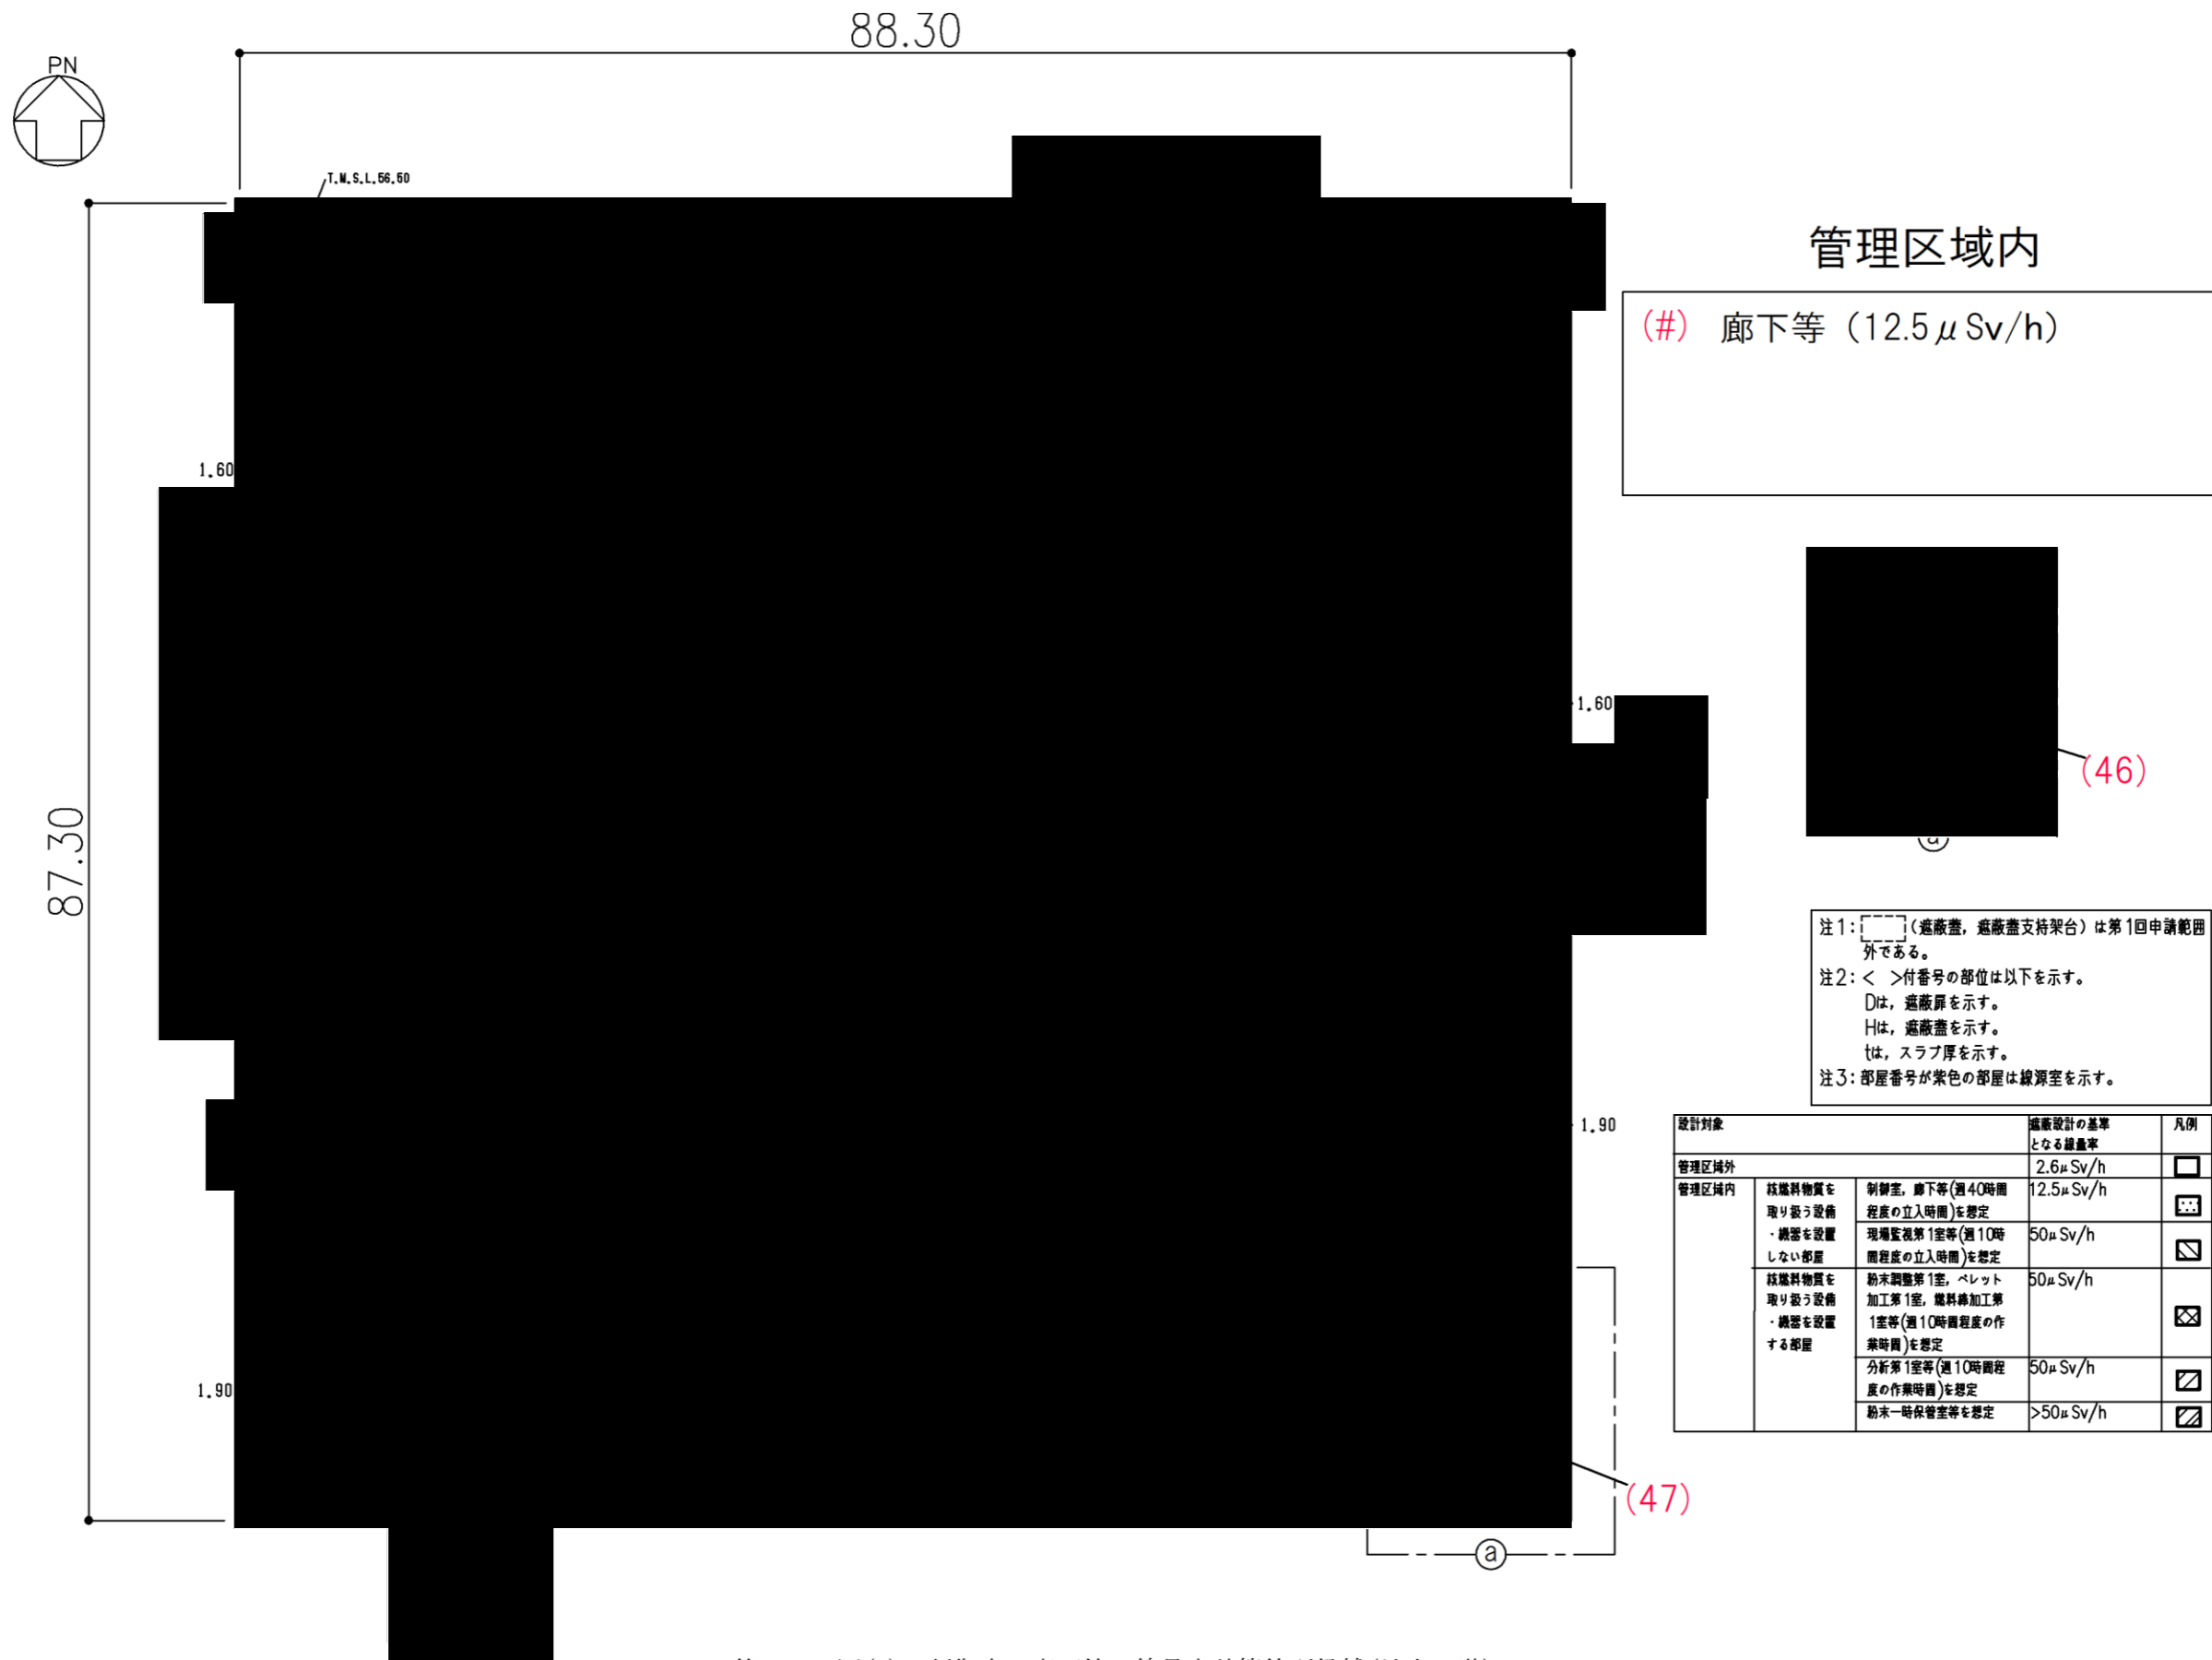 88.30
PN
T.M.S.L.56.50
管理区域内
(#) 廊下等（12.5μSv/h）
1.60
1.60
(46)
87.30
ⓐ
注1: （遮蔽蓋，遮蔽蓋支持架台）は第1回申請範囲
外である。
注2:< >付番号の部位は以下を示す。
Dは，遮蔽扉を示す。
Hは，遮蔽蓋を示す。
tは，スラブ厚を示す。
注3:部屋番号が紫色の部屋は線源室を示す。
1.90
設計対象 遮蔽設計の基準 凡例
となる線量率
管理区域外 2.6μSv/h
管理区域内 核燃料物質を 制御室，廊下等(週40時間 12.5μSv/h
取り扱う設備 程度の立入時間)を想定
・機器を設置 現場監視第1室等(週10時 50μSv/h
しない部屋 間程度の立入時間)を想定
核燃料物質を 粉末調整第1室，ペレット 50μSv/h
取り扱う設備 加工第1室，燃料棒加工第
・機器を設置 1室等(週10時間程度の作
する部屋 業時間)を想定
分析第1室等(週10時間程 50μSv/h
度の作業時間)を想定
粉末一時保管室等を想定 >50μSv/h
1.90
(47)
ⓐ